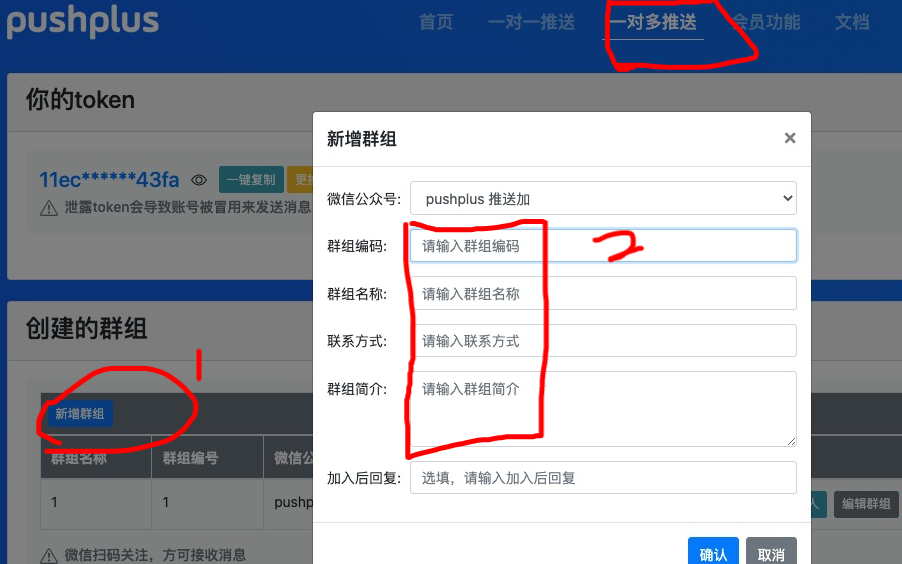 pushplus
首页 一对一推送 一对多推送 会员功能 文档
你的token
11ec******43fa 一键复制
泄露token会导致账号被冒用来发送消息
创建的群组
1
新增群组
群组名称 群组编号
1 1 pushp
人 编辑群组
微信扫码关注，方可接收消息
新增群组 ×
微信公众号: pushplus 推送加
群组编码: 请输入群组编码 2
群组名称: 请输入群组名称
联系方式: 请输入联系方式
群组简介: 请输入群组简介
加入后回复: 选填，请输入加入后回复
确认 取消